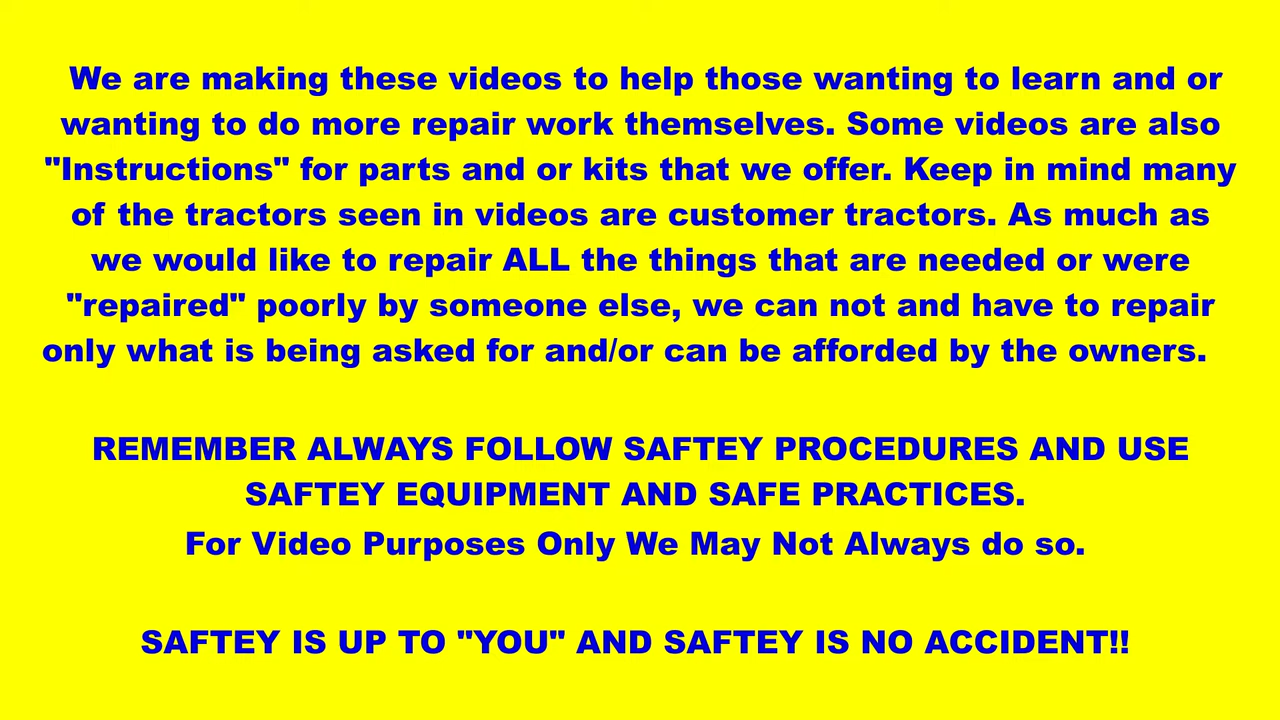 We are making these videos to help those wanting to learn and or
wanting to do more repair work themselves. Some videos are also
"Instructions" for parts and or kits that we offer. Keep in mind many
of the tractors seen in videos are customer tractors. As much as
we would like to repair ALL the things that are needed or were
"repaired" poorly by someone else, we can not and have to repair
only what is being asked for and/or can be afforded by the owners.
REMEMBER ALWAYS FOLLOW SAFTEY PROCEDURES AND USE
SAFTEY EQUIPMENT AND SAFE PRACTICES.
For Video Purposes Only We May Not Always do so.
SAFTEY IS UP TO "YOU" AND SAFTEY IS NO ACCIDENT!!